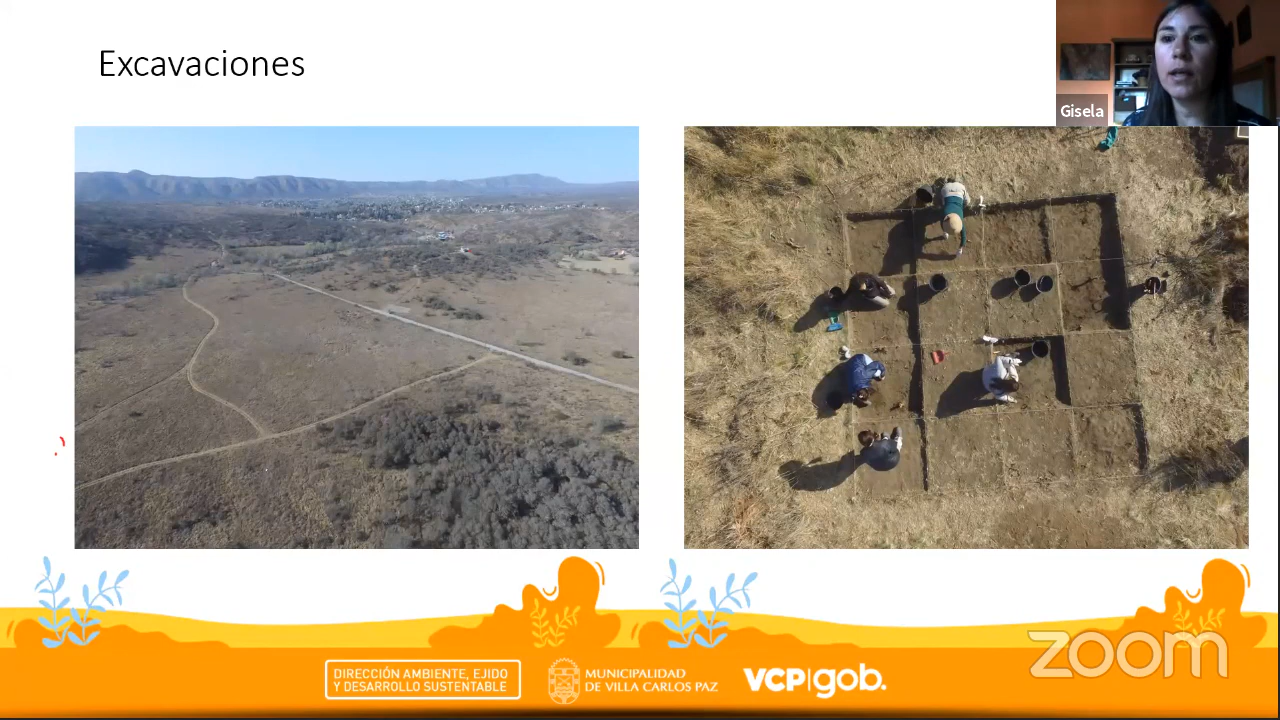 Excavaciones
Gisela
DIRECCIÓN AMBIENTE, EJIDO
Y DESARROLLO SUSTENTABLE
MUNICIPALIDAD
DE VILLA CARLOS PAZ
VCP|gob.
zoom